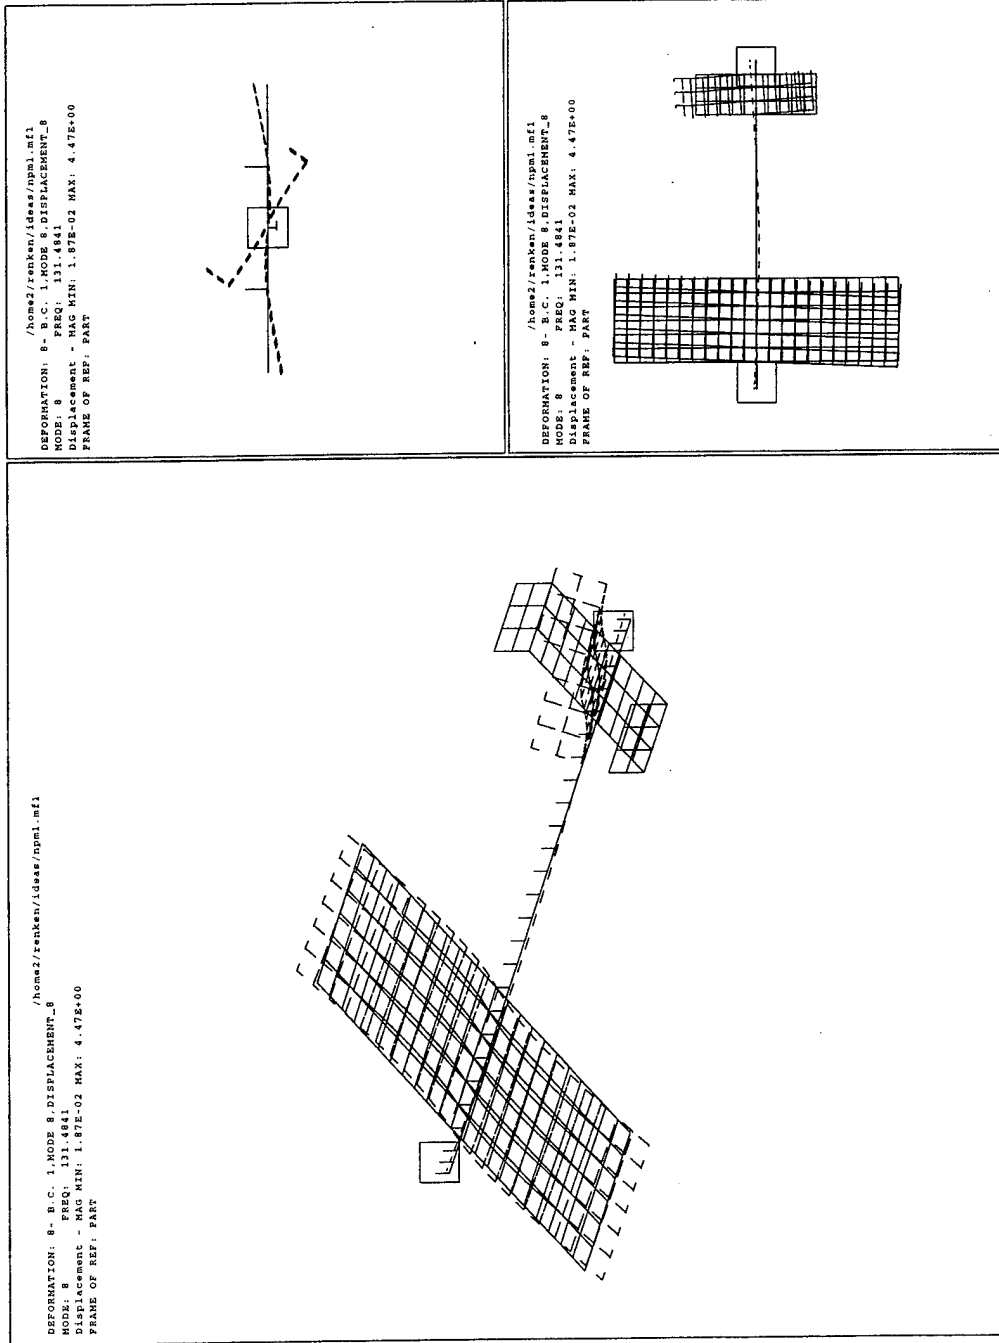 /home2/renken/ideas/npm1.mf1
DEFORMATION: 8- B.C. 1,MODE 8,DISPLACEMENT_8
MODE: 8 FREQ: 131.4841
Displacement - MAG MIN: 1.87E-02 MAX: 4.47E+00
FRAME OF REF: PART
/home2/renken/ideas/npm1.mf1
DEFORMATION: 8- B.C. 1,MODE 8,DISPLACEMENT_8
MODE: 8 FREQ: 131.4841
Displacement - MAG MIN: 1.87E-02 MAX: 4.47E+00
FRAME OF REF: PART
/home2/renken/ideas/npm1.mf1
DEFORMATION: 8- B.C. 1,MODE 8,DISPLACEMENT_8
MODE: 8 FREQ: 131.4841
Displacement - MAG MIN: 1.87E-02 MAX: 4.47E+00
FRAME OF REF: PART